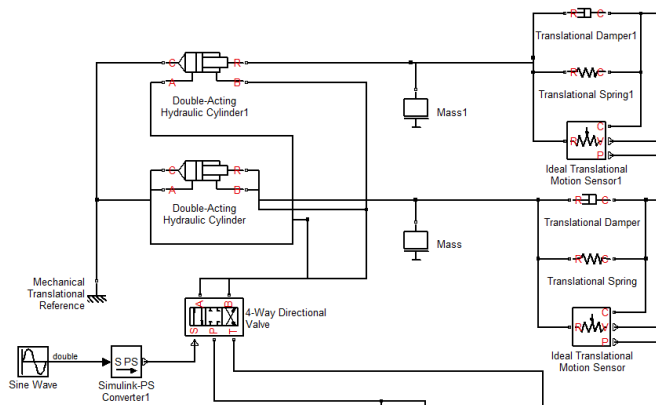 R C
Translational Damper1
C R
A B
R C
Double-Acting
Hydraulic Cylinder1
Translational Spring1
Mass1
C
R V
P
Ideal Translational
Motion Sensor1
C R
A D
R C
Double-Acting
Hydraulic Cylinder
Translational Damper
Mass
R C
Translational Spring
Mechanical
Translational
Reference
A B
4-Way Directional
Valve
S P T
C
R V
P
Ideal Translational
Motion Sensor
double
S PS
Sine Wave
Simulink-PS
Converter1